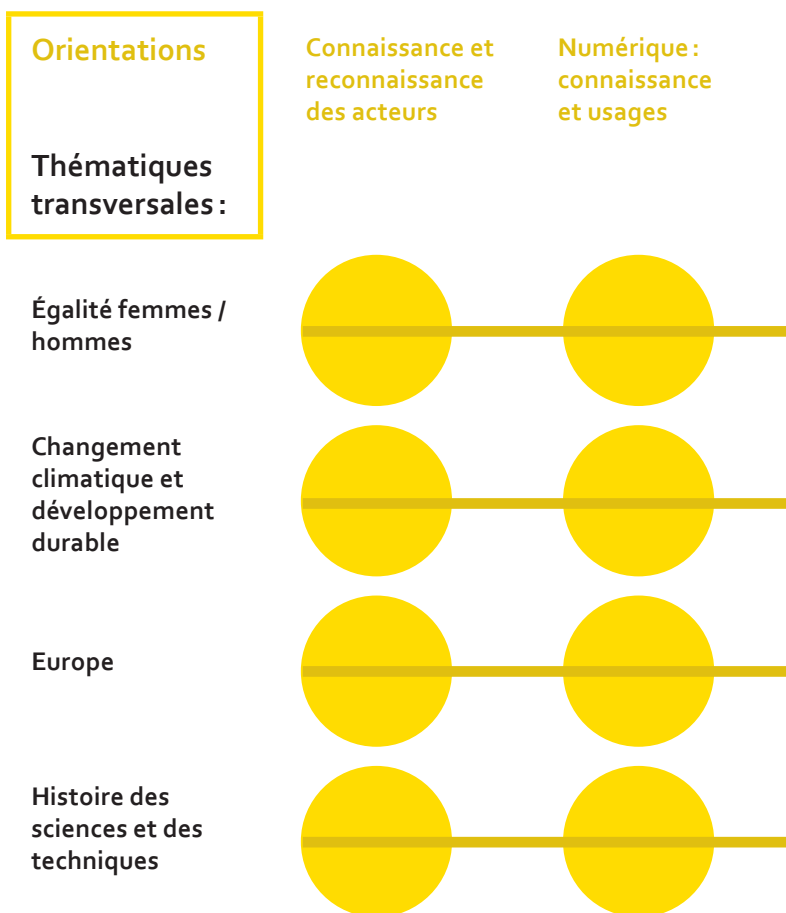 Orientations
Thématiques
transversales :
Connaissance et
reconnaissance
des acteurs
Numérique :
connaissance
et usages
Égalité femmes /
hommes
Changement
climatique et
développement
durable
Europe
Histoire des
sciences et des
techniques